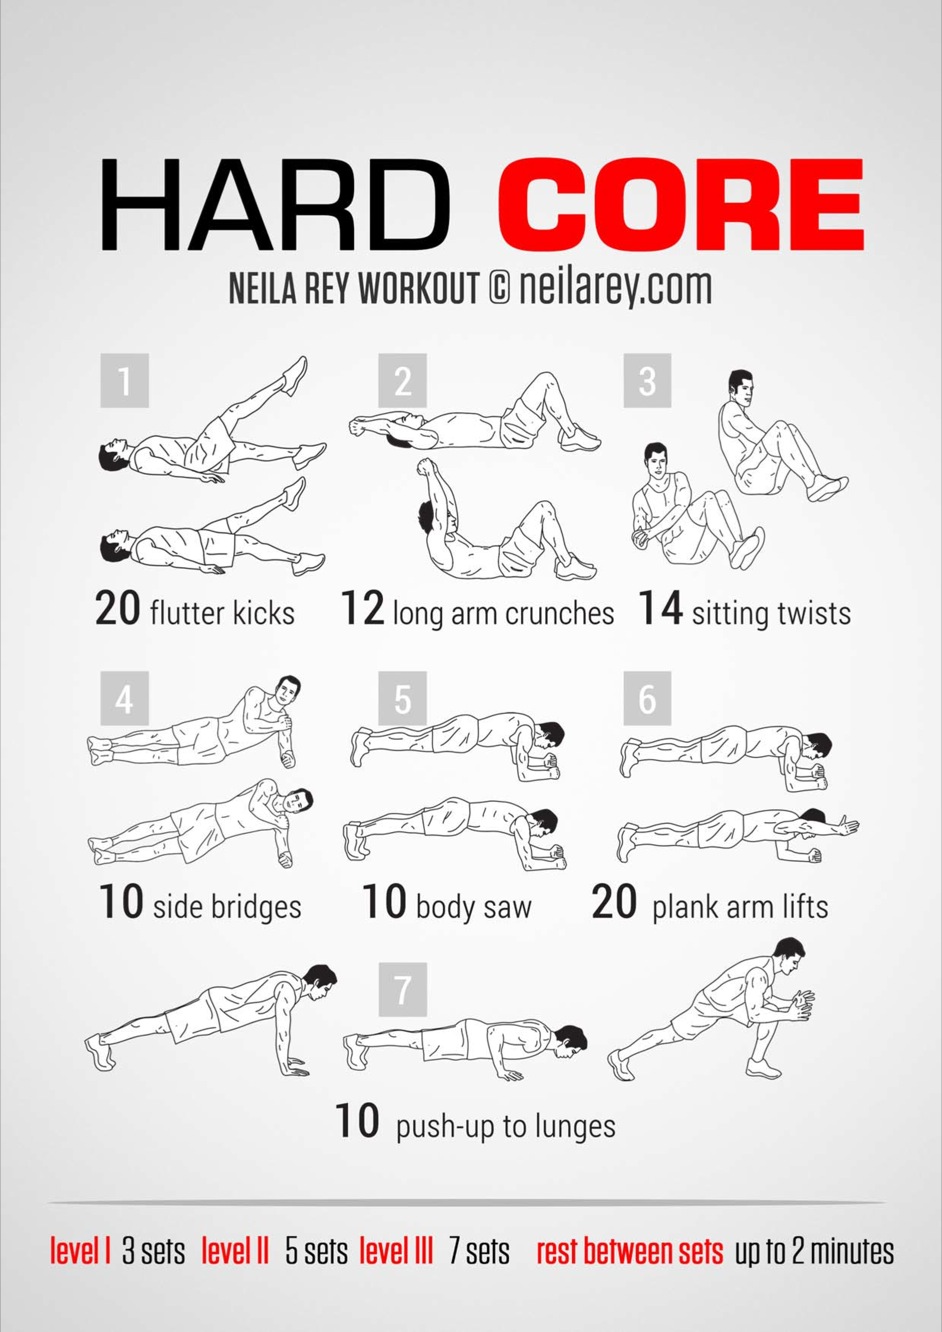 HARD CORE
NEILA REY WORKOUT © neilarey.com
1
2
3
20 flutter kicks
12 long arm crunches
14 sitting twists
4
5
6
10 side bridges
10 body saw
20 plank arm lifts
7
10 push-up to lunges
level I 3 sets level II 5 sets level III 7 sets rest between sets up to 2 minutes